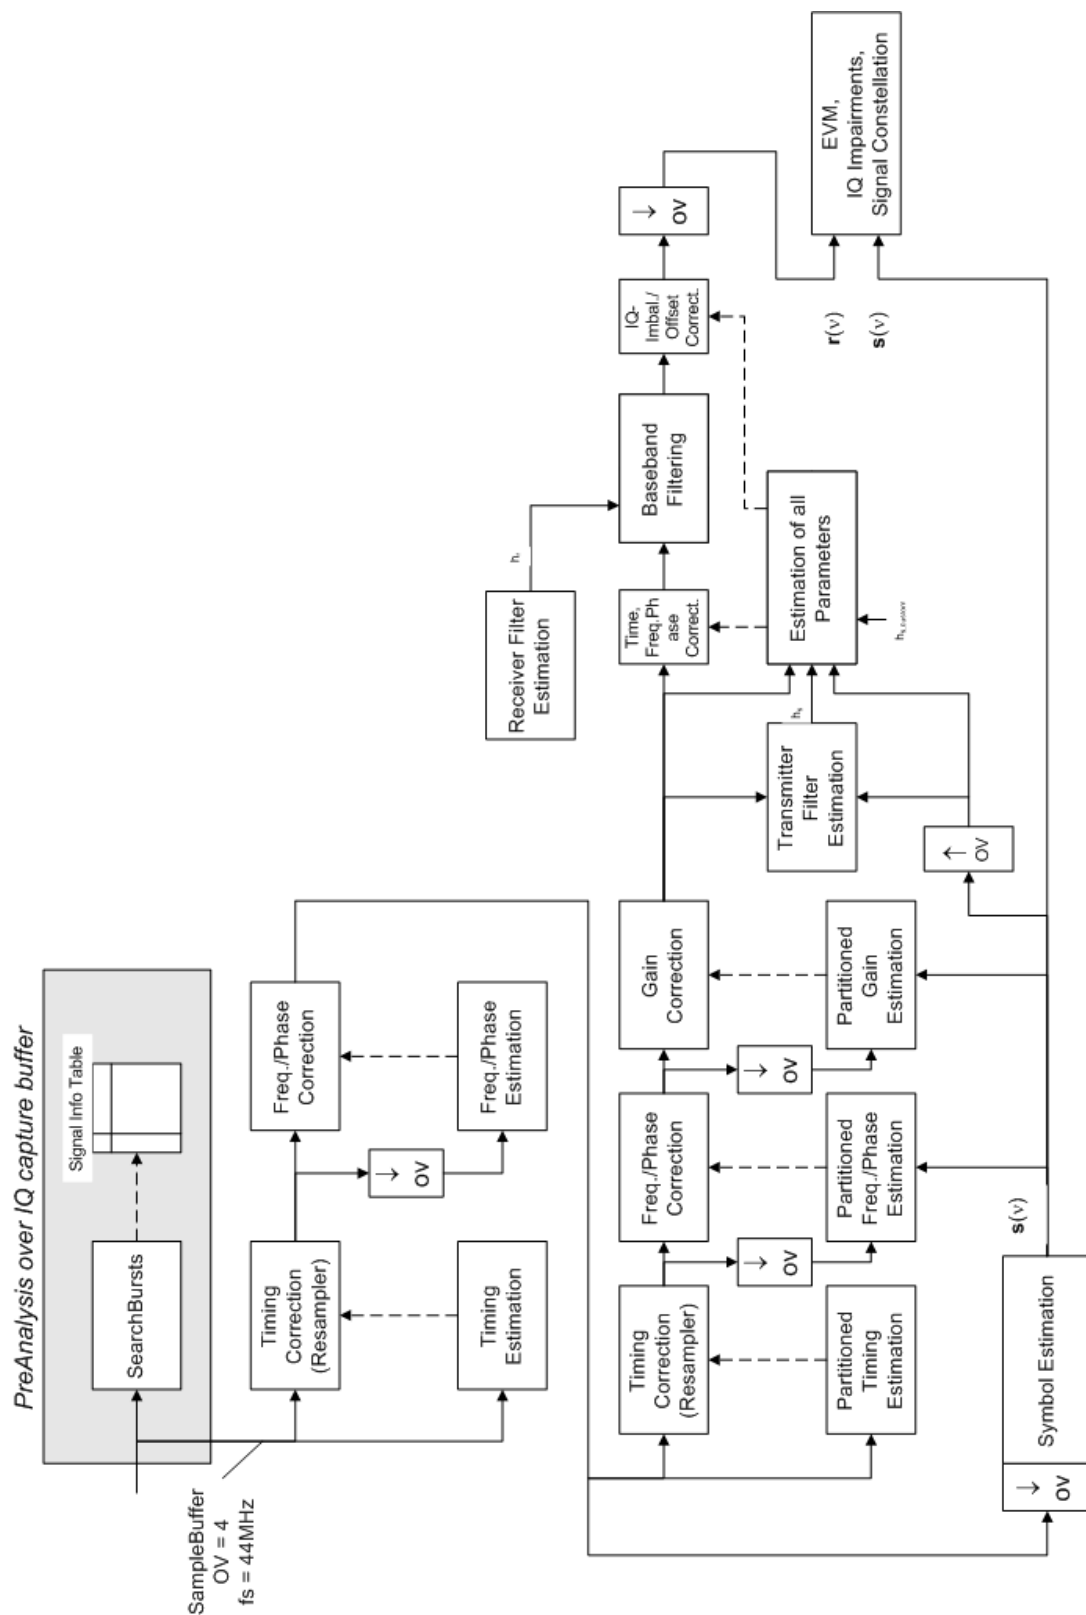 PreAnalysis over IQ capture buffer
SearchBursts
Signal Info Table
SampleBuffer
OV = 4
fs = 44MHz
Timing
Correction
(Resampler)
Freq./Phase
Correction
↓
OV
Timing
Estimation
Freq./Phase
Estimation
Receiver Filter
Estimation
hr
Timing
Correction
(Resampler)
Freq./Phase
Correction
Gain
Correction
Time,
Freq.Ph
ase
Correct.
Baseband
Filtering
IQ-
Imbal./
Offset
Correct.
↓
OV
↓
OV
↓
OV
Partitioned
Timing
Estimation
Partitioned
Freq./Phase
Estimation
Partitioned
Gain
Estimation
Transmitter
Filter
Estimation
hs
Estimation of all
Parameters
↑
OV
r(v)
s(v)
EVM,
IQ Impairments,
Signal Constellation
↓
OV
Symbol Estimation
s(v)